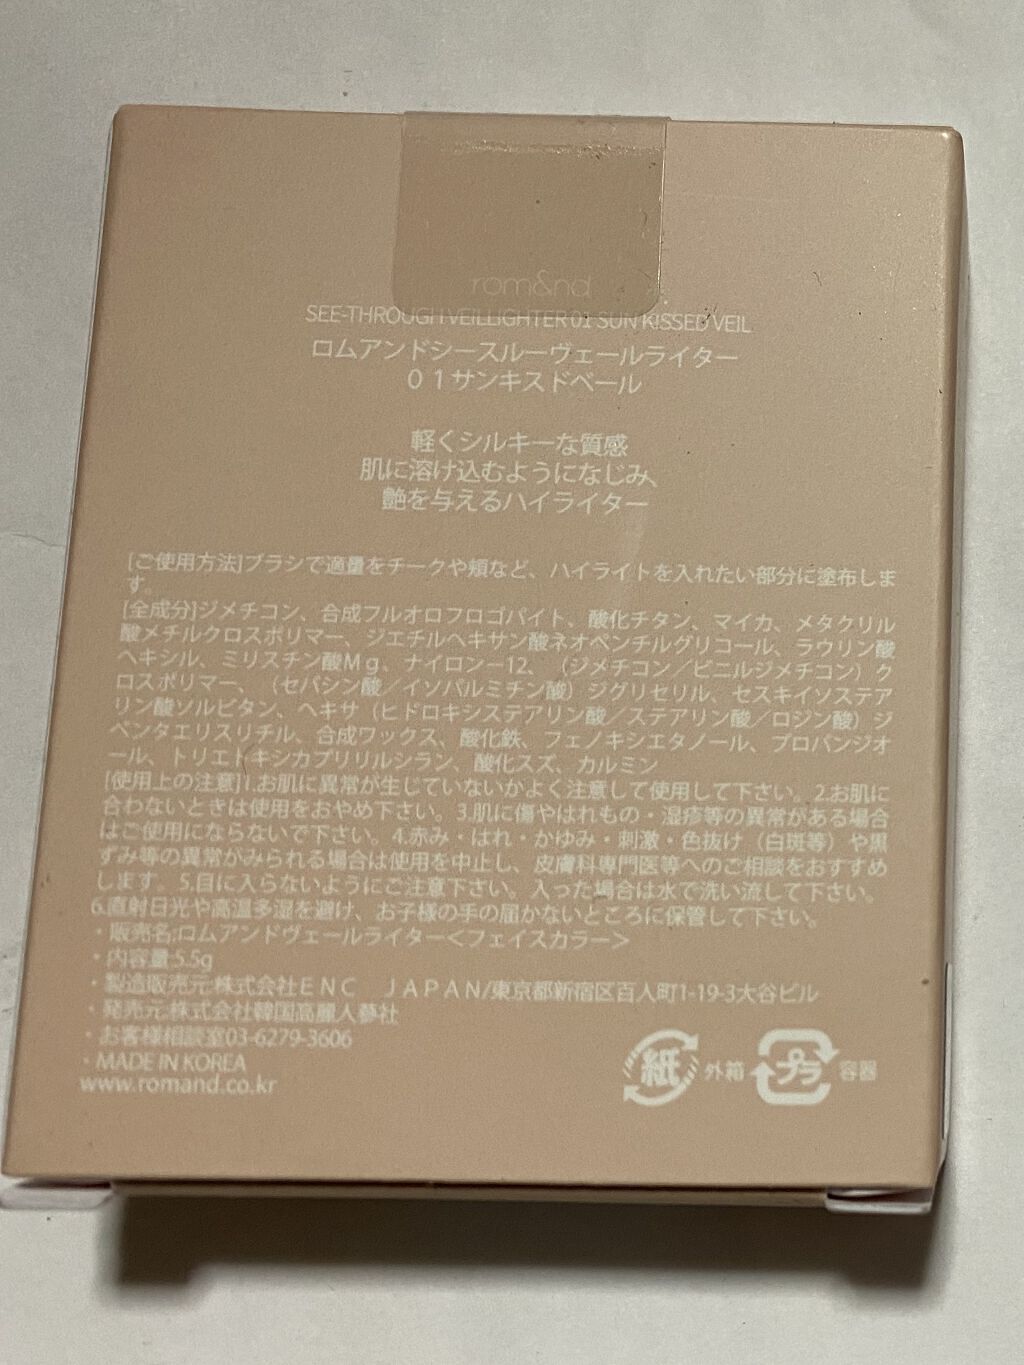 rom&nd
SEE-THROUGH VEILLIGHTER 01 SUN KISSED VEIL
ロムアンドシースルーヴェールライター
０１サンキスドベール
軽くシルキーな質感
肌に溶け込むようになじみ、
艶を与えるハイライター
[ご使用方法]ブラシで適量をチークや頬など、ハイライトを入れたい部分に塗布しま
す。
[全成分]ジメチコン、合成フルオロフロゴパイト、酸化チタン、マイカ、メタクリル
酸メチルクロスポリマー、ジエチルヘキサン酸ネオペンチルグリコール、ラウリン酸
ヘキシル、ミリスチン酸Ｍｇ、ナイロン－12、（ジメチコン／ビニルジメチコン）ク
ロスポリマー、（セバシン酸／イソパルミチン酸）ジグリセリル、セスキイソステア
リン酸ソルビタン、ヘキサ（ヒドロキシステアリン酸／ステアリン酸／ロジン酸）ジ
ペンタエリスリチル、合成ワックス、酸化鉄、フェノキシエタノール、プロパンジオ
ール、トリエトキシカプリリルシラン、酸化スズ、カルミン
[使用上の注意]1.お肌に異常が生じていないかよく注意して使用して下さい。2.お肌に
合わないときは使用をおやめ下さい。3.肌に傷やはれもの・湿疹等の異常がある場合
はご使用にならないで下さい。4.赤み・はれ・かゆみ・刺激・色抜け（白斑等）や黒
ずみ等の異常がみられる場合は使用を中止し、皮膚科専門医等へのご相談をおすすめ
します。5.目に入らないようにご注意下さい。入った場合は水で洗い流して下さい。
6.直射日光や高温多湿を避け、お子様の手の届かないところに保管して下さい。
・販売名:ロムアンドヴェールライター＜フェイスカラー＞
・内容量:5.5g
・製造販売元:株式会社ＥＮＣ　ＪＡＰＡＮ/東京都新宿区百人町1-19-3大谷ビル
・発売元:株式会社韓国高麗人蔘社
・お客様相談室03-6279-3606
・MADE IN KOREA
www.romand.co.kr
紙 外箱 プラ 容器